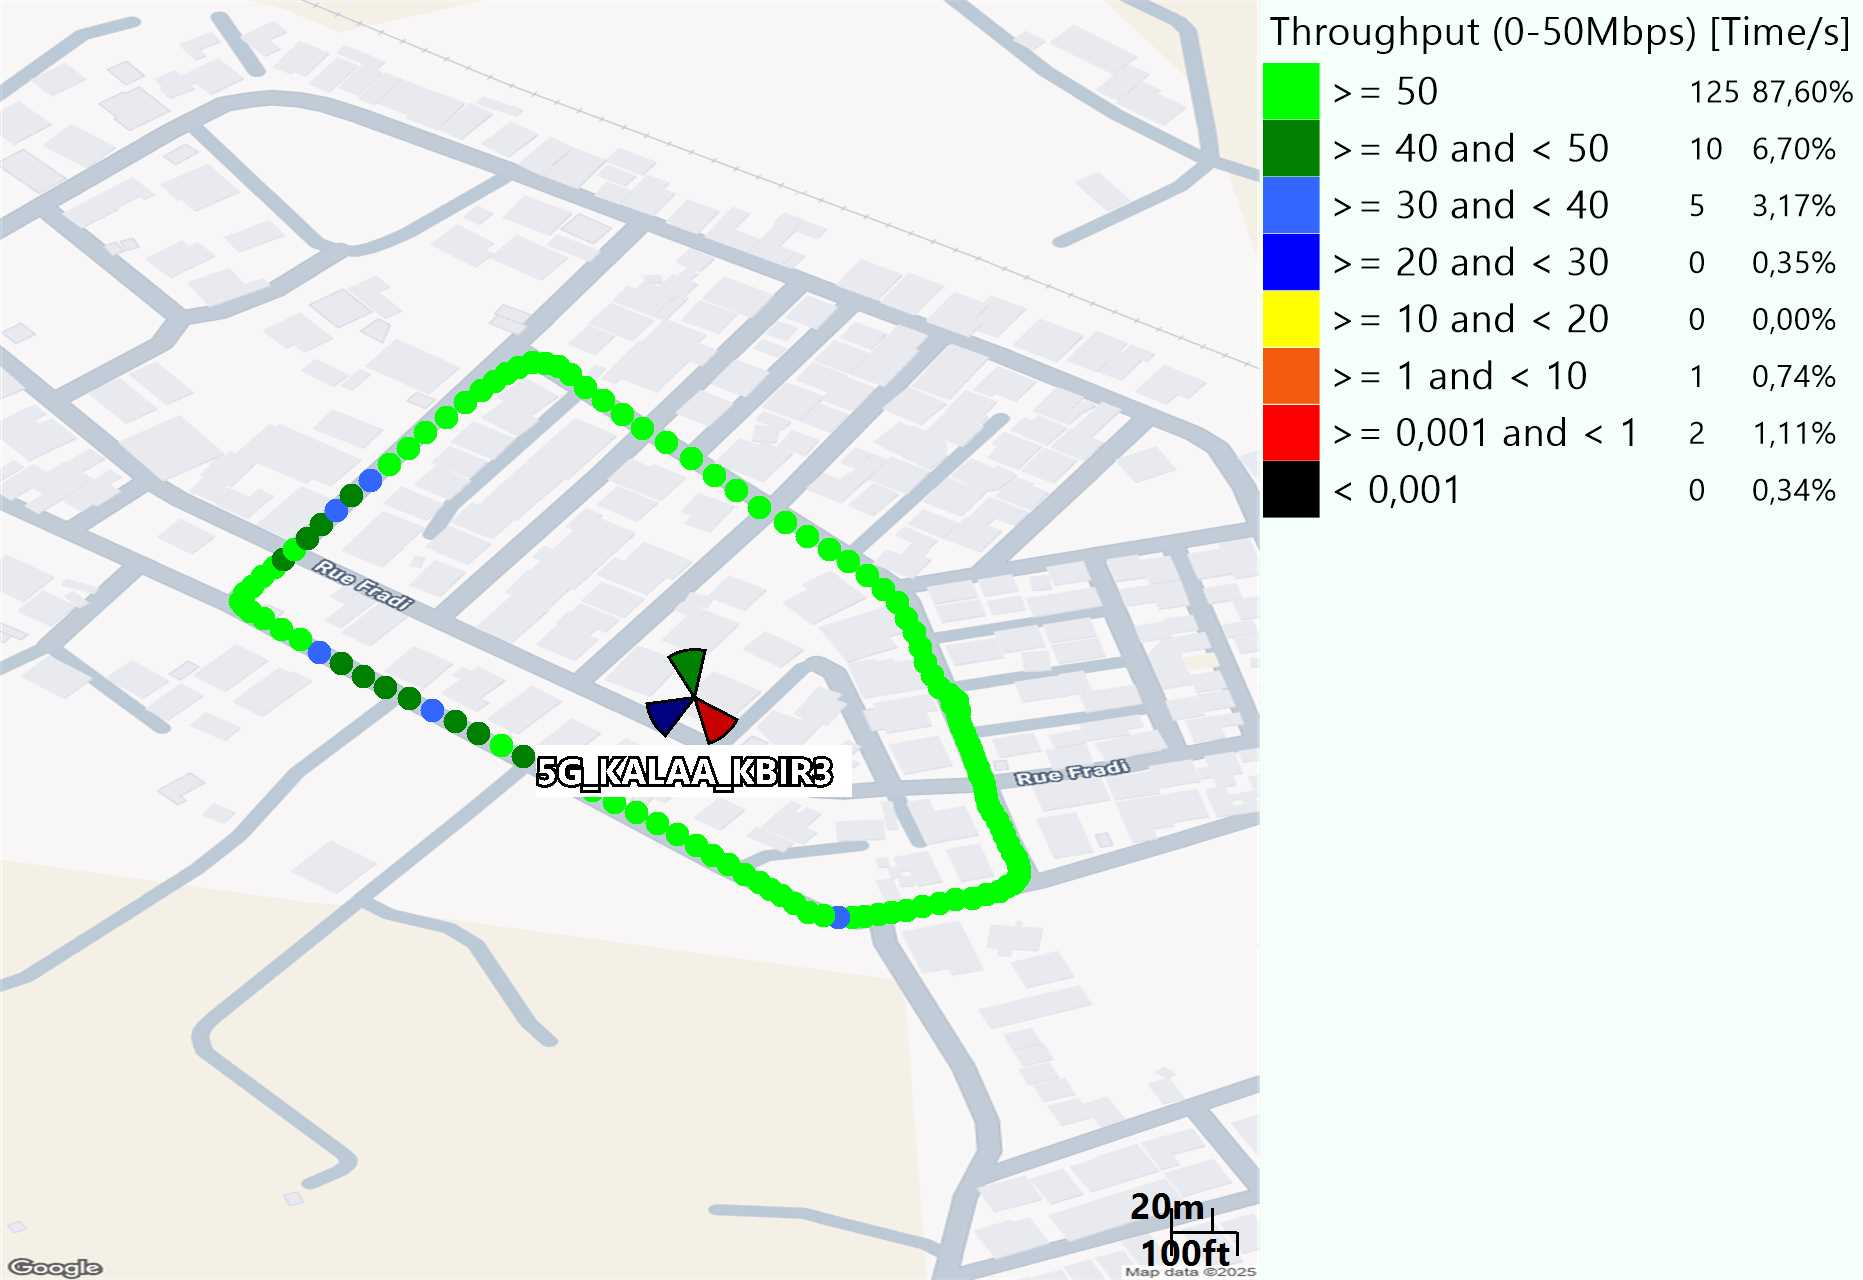 Throughput (0-50Mbps) [Time/s]
>= 50 125 87,60%
>= 40 and < 50 10 6,70%
>= 30 and < 40 5 3,17%
>= 20 and < 30 0 0,35%
>= 10 and < 20 0 0,00%
>= 1 and < 10 1 0,74%
>= 0,001 and < 1 2 1,11%
< 0,001 0 0,34%
Rue Fradi
5G_KALAA_KBIR3
Rue Fradi
20m
100ft
Google
Map data ©2025